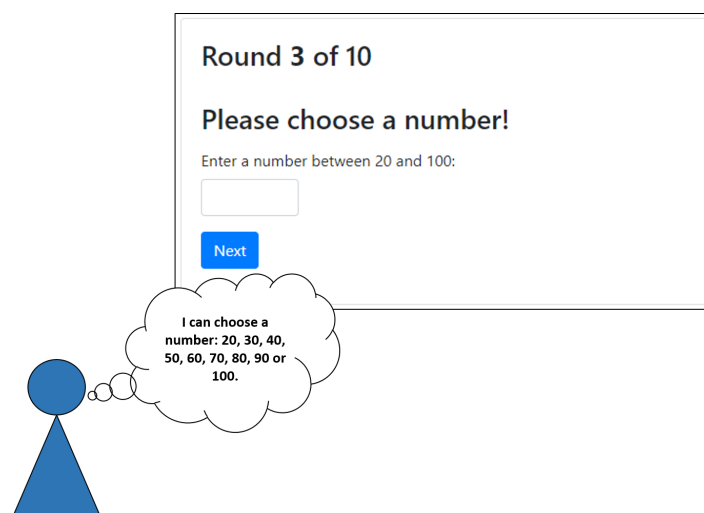 Round 3 of 10
Please choose a number!
Enter a number between 20 and 100:
Next
I can choose a
number: 20, 30, 40,
50, 60, 70, 80, 90 or
100.